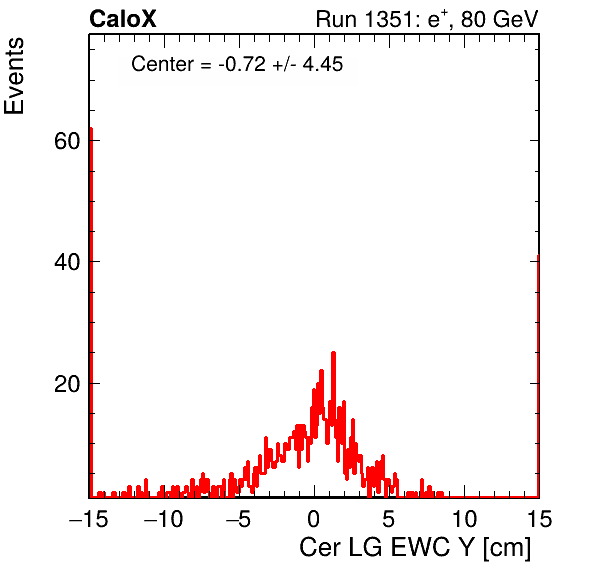 CaloX Run 1351: e⁺, 80 GeV
Center = -0.72 +/- 4.45
Events
60
40
20
−15 −10 −5 0 5 10 15
Cer LG EWC Y [cm]